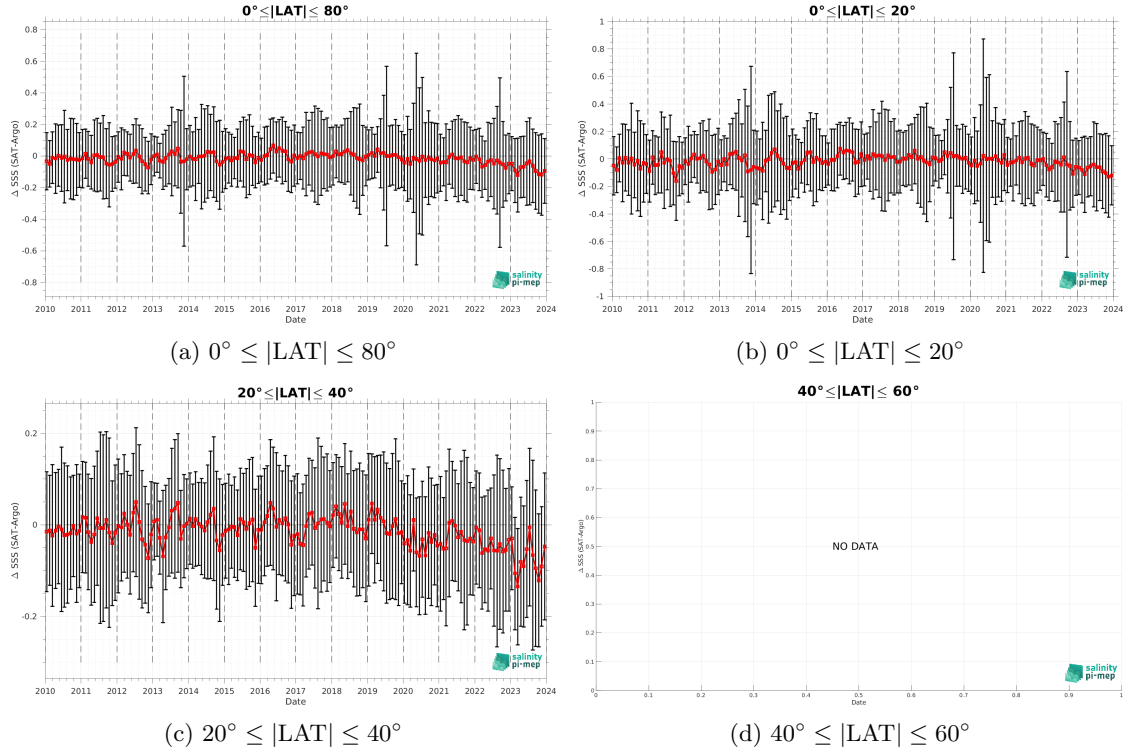 0°≤|LAT|≤ 80°
Δ SSS (SAT-Argo)
0.8
0.6
0.4
0.2
0
-0.2
-0.4
-0.6
-0.8
2010 2011 2012 2013 2014 2015 2016 2017 2018 2019 2020 2021 2022 2023 2024
Date
salinity
pi-mep
(a) 0° ≤ |LAT| ≤ 80°
0°≤|LAT|≤ 20°
Δ SSS (SAT-Argo)
1
0.8
0.6
0.4
0.2
0
-0.2
-0.4
-0.6
-0.8
-1
2010 2011 2012 2013 2014 2015 2016 2017 2018 2019 2020 2021 2022 2023 2024
Date
salinity
pi-mep
(b) 0° ≤ |LAT| ≤ 20°
20°≤|LAT|≤ 40°
Δ SSS (SAT-Argo)
0.2
0
-0.2
2010 2011 2012 2013 2014 2015 2016 2017 2018 2019 2020 2021 2022 2023 2024
Date
salinity
pi-mep
(c) 20° ≤ |LAT| ≤ 40°
40°≤|LAT|≤ 60°
Δ SSS (SAT-Argo)
1
0.9
0.8
0.7
0.6
0.5
0.4
0.3
0.2
0.1
0
NO DATA
0 0.1 0.2 0.3 0.4 0.5 0.6 0.7 0.8 0.9 1
Date
salinity
pi-mep
(d) 40° ≤ |LAT| ≤ 60°